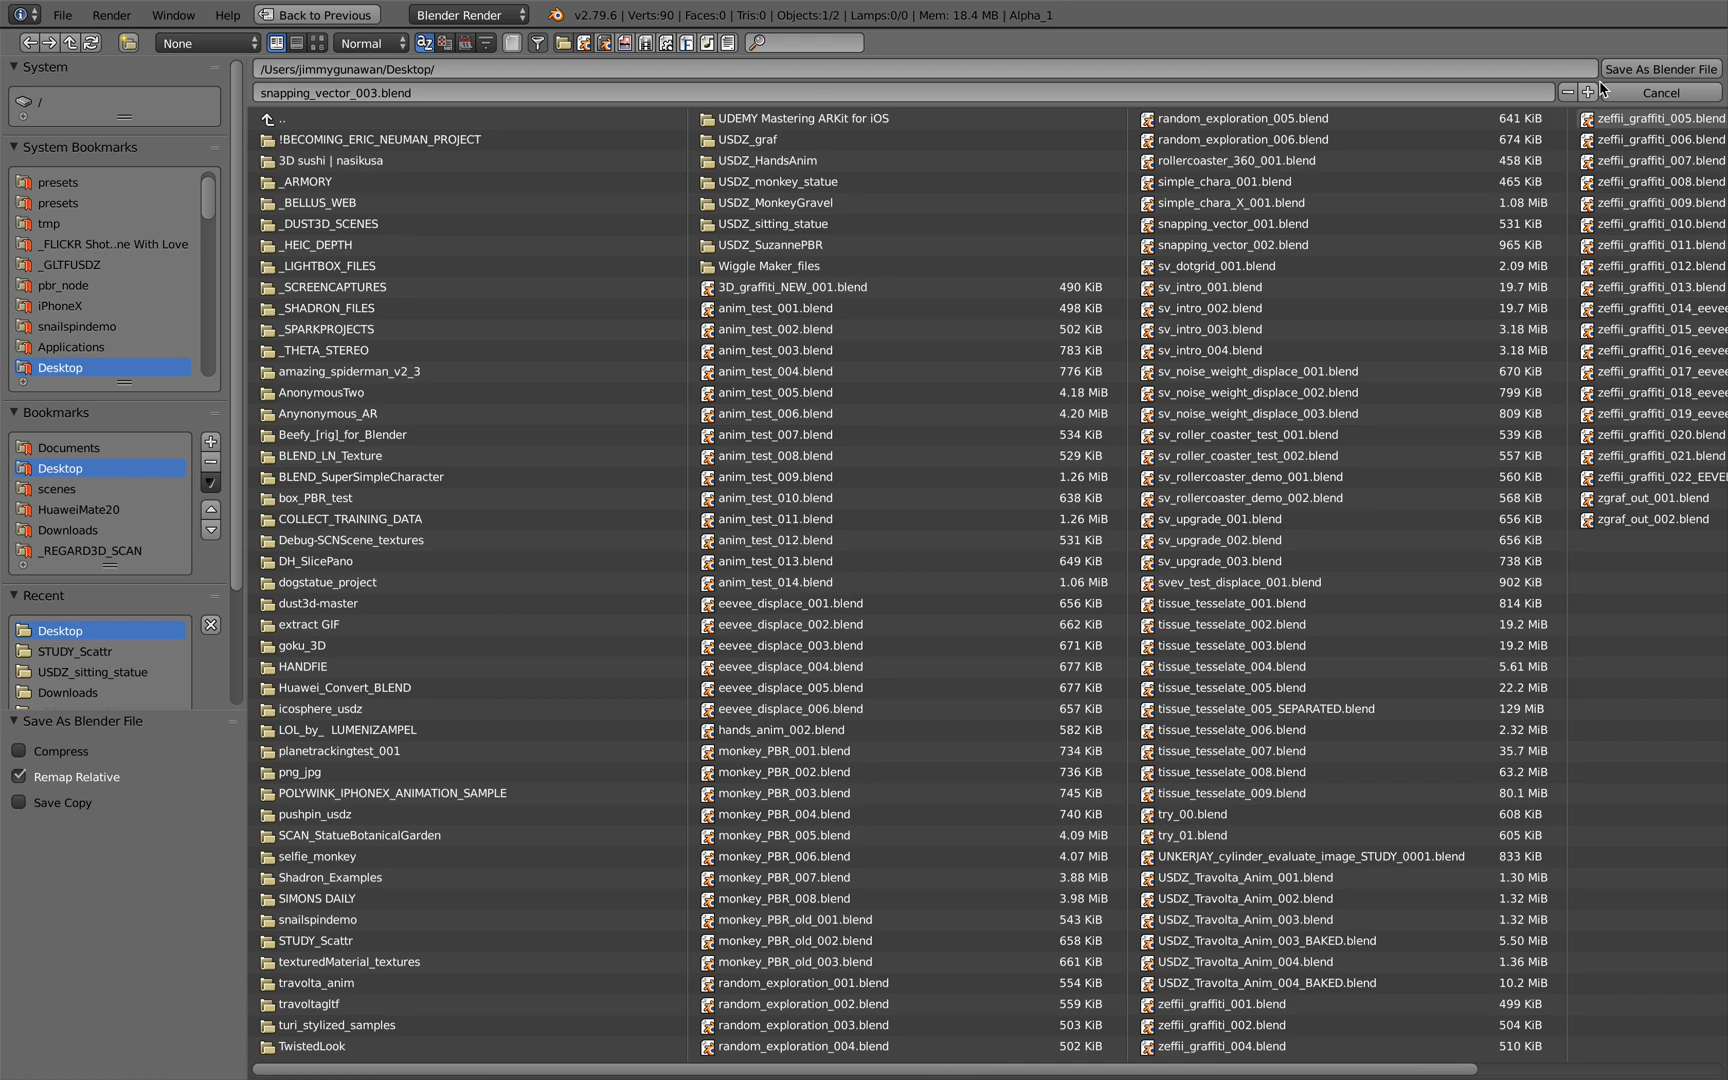 File Render Window Help Back to Previous Blender Render v2.79.6 | Verts:90 | Faces:0 | Tris:0 | Objects:1/2 | Lamps:0/0 | Mem: 18.4 MB | Alpha_1
None Normal
System
/
System Bookmarks
presets
presets
tmp
_FLICKR Shot..ne With Love
_GLTFUSDZ
pbr_node
iPhoneX
snailspindemo
Applications
Desktop
Bookmarks
Documents
Desktop
scenes
HuaweiMate20
Downloads
_REGARD3D_SCAN
Recent
Desktop
STUDY_Scattr
USDZ_sitting_statue
Downloads
Save As Blender File
Compress
Remap Relative
Save Copy
/Users/jimmygunawan/Desktop/ Save As Blender File
snapping_vector_003.blend Cancel
..
!BECOMING_ERIC_NEUMAN_PROJECT
3D sushi | nasikusa
_ARMORY
_BELLUS_WEB
_DUST3D_SCENES
_HEIC_DEPTH
_LIGHTBOX_FILES
_SCREENCAPTURES
_SHADRON_FILES
_SPARKPROJECTS
_THETA_STEREO
amazing_spiderman_v2_3
AnonymousTwo
Anynonymous_AR
Beefy_[rig]_for_Blender
BLEND_LN_Texture
BLEND_SuperSimpleCharacter
box_PBR_test
COLLECT_TRAINING_DATA
Debug-SCNScene_textures
DH_SlicePano
dogstatue_project
dust3d-master
extract GIF
goku_3D
HANDFIE
Huawei_Convert_BLEND
icosphere_usdz
LOL_by_ LUMENIZAMPEL
planetrackingtest_001
png_jpg
POLYWINK_IPHONEX_ANIMATION_SAMPLE
pushpin_usdz
SCAN_StatueBotanicalGarden
selfie_monkey
Shadron_Examples
SIMONS DAILY
snailspindemo
STUDY_Scattr
texturedMaterial_textures
travolta_anim
travoltagltf
turi_stylized_samples
TwistedLook
UDEMY Mastering ARKit for iOS
USDZ_graf
USDZ_HandsAnim
USDZ_monkey_statue
USDZ_MonkeyGravel
USDZ_sitting_statue
USDZ_SuzannePBR
Wiggle Maker_files
3D_graffiti_NEW_001.blend 490 KiB
anim_test_001.blend 498 KiB
anim_test_002.blend 502 KiB
anim_test_003.blend 783 KiB
anim_test_004.blend 776 KiB
anim_test_005.blend 4.18 MiB
anim_test_006.blend 4.20 MiB
anim_test_007.blend 534 KiB
anim_test_008.blend 529 KiB
anim_test_009.blend 1.26 MiB
anim_test_010.blend 638 KiB
anim_test_011.blend 1.26 MiB
anim_test_012.blend 531 KiB
anim_test_013.blend 649 KiB
anim_test_014.blend 1.06 MiB
eevee_displace_001.blend 656 KiB
eevee_displace_002.blend 662 KiB
eevee_displace_003.blend 671 KiB
eevee_displace_004.blend 677 KiB
eevee_displace_005.blend 677 KiB
eevee_displace_006.blend 657 KiB
hands_anim_002.blend 582 KiB
monkey_PBR_001.blend 734 KiB
monkey_PBR_002.blend 736 KiB
monkey_PBR_003.blend 745 KiB
monkey_PBR_004.blend 740 KiB
monkey_PBR_005.blend 4.09 MiB
monkey_PBR_006.blend 4.07 MiB
monkey_PBR_007.blend 3.88 MiB
monkey_PBR_008.blend 3.98 MiB
monkey_PBR_old_001.blend 543 KiB
monkey_PBR_old_002.blend 658 KiB
monkey_PBR_old_003.blend 661 KiB
random_exploration_001.blend 554 KiB
random_exploration_002.blend 559 KiB
random_exploration_003.blend 503 KiB
random_exploration_004.blend 502 KiB
random_exploration_005.blend 641 KiB
random_exploration_006.blend 674 KiB
rollercoaster_360_001.blend 458 KiB
simple_chara_001.blend 465 KiB
simple_chara_X_001.blend 1.08 MiB
snapping_vector_001.blend 531 KiB
snapping_vector_002.blend 965 KiB
sv_dotgrid_001.blend 2.09 MiB
sv_intro_001.blend 19.7 MiB
sv_intro_002.blend 19.7 MiB
sv_intro_003.blend 3.18 MiB
sv_intro_004.blend 3.18 MiB
sv_noise_weight_displace_001.blend 670 KiB
sv_noise_weight_displace_002.blend 799 KiB
sv_noise_weight_displace_003.blend 809 KiB
sv_roller_coaster_test_001.blend 539 KiB
sv_roller_coaster_test_002.blend 557 KiB
sv_rollercoaster_demo_001.blend 560 KiB
sv_rollercoaster_demo_002.blend 568 KiB
sv_upgrade_001.blend 656 KiB
sv_upgrade_002.blend 656 KiB
sv_upgrade_003.blend 738 KiB
svev_test_displace_001.blend 902 KiB
tissue_tesselate_001.blend 814 KiB
tissue_tesselate_002.blend 19.2 MiB
tissue_tesselate_003.blend 19.2 MiB
tissue_tesselate_004.blend 5.61 MiB
tissue_tesselate_005.blend 22.2 MiB
tissue_tesselate_005_SEPARATED.blend 129 MiB
tissue_tesselate_006.blend 2.32 MiB
tissue_tesselate_007.blend 35.7 MiB
tissue_tesselate_008.blend 63.2 MiB
tissue_tesselate_009.blend 80.1 MiB
try_00.blend 608 KiB
try_01.blend 605 KiB
UNKERJAY_cylinder_evaluate_image_STUDY_0001.blend 833 KiB
USDZ_Travolta_Anim_001.blend 1.30 MiB
USDZ_Travolta_Anim_002.blend 1.32 MiB
USDZ_Travolta_Anim_003.blend 1.32 MiB
USDZ_Travolta_Anim_003_BAKED.blend 5.50 MiB
USDZ_Travolta_Anim_004.blend 1.36 MiB
USDZ_Travolta_Anim_004_BAKED.blend 10.2 MiB
zeffii_graffiti_001.blend 499 KiB
zeffii_graffiti_002.blend 504 KiB
zeffii_graffiti_004.blend 510 KiB
zeffii_graffiti_005.blend
zeffii_graffiti_006.blend
zeffii_graffiti_007.blend
zeffii_graffiti_008.blend
zeffii_graffiti_009.blend
zeffii_graffiti_010.blend
zeffii_graffiti_011.blend
zeffii_graffiti_012.blend
zeffii_graffiti_013.blend
zeffii_graffiti_014_eeve
zeffii_graffiti_015_eeve
zeffii_graffiti_016_eeve
zeffii_graffiti_017_eeve
zeffii_graffiti_018_eeve
zeffii_graffiti_019_eeve
zeffii_graffiti_020.blend
zeffii_graffiti_021.blend
zeffii_graffiti_022_EEVE
zgraf_out_001.blend
zgraf_out_002.blend